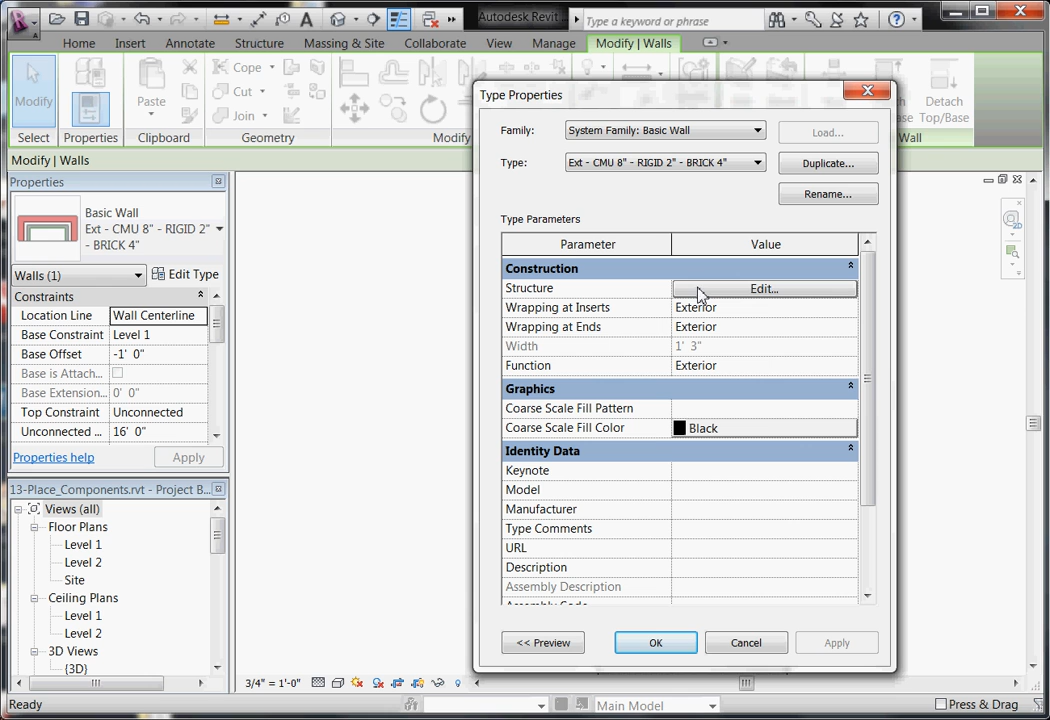 Autodesk Revit ...
Type a keyword or phrase
Home Insert Annotate Structure Massing & Site Collaborate View Manage Modify | Walls
Modify
Paste
Cope
Cut
Join
Detach
Top/Base
Select Properties Clipboard Geometry Modify Wall
Modify | Walls
Properties
Basic Wall
Ext - CMU 8" - RIGID 2"
- BRICK 4"
Walls (1) Edit Type
Constraints
Location Line Wall Centerline
Base Constraint Level 1
Base Offset -1' 0"
Base is Attach...
Base Extension... 0' 0"
Top Constraint Unconnected
Unconnected ... 16' 0"
Properties help Apply
13-Place_Components.rvt - Project B...
Views (all)
Floor Plans
Level 1
Level 2
Site
Ceiling Plans
Level 1
Level 2
3D Views
{3D}
Type Properties
Family: System Family: Basic Wall Load...
Type: Ext - CMU 8" - RIGID 2" - BRICK 4" Duplicate...
Rename...
Type Parameters
Parameter Value
Construction
Structure Edit...
Wrapping at Inserts Exterior
Wrapping at Ends Exterior
Width 1' 3"
Function Exterior
Graphics
Coarse Scale Fill Pattern
Coarse Scale Fill Color Black
Identity Data
Keynote
Model
Manufacturer
Type Comments
URL
Description
Assembly Description
Assembly Code
<< Preview OK Cancel Apply
3/4" = 1'-0"
Ready Main Model Press & Drag